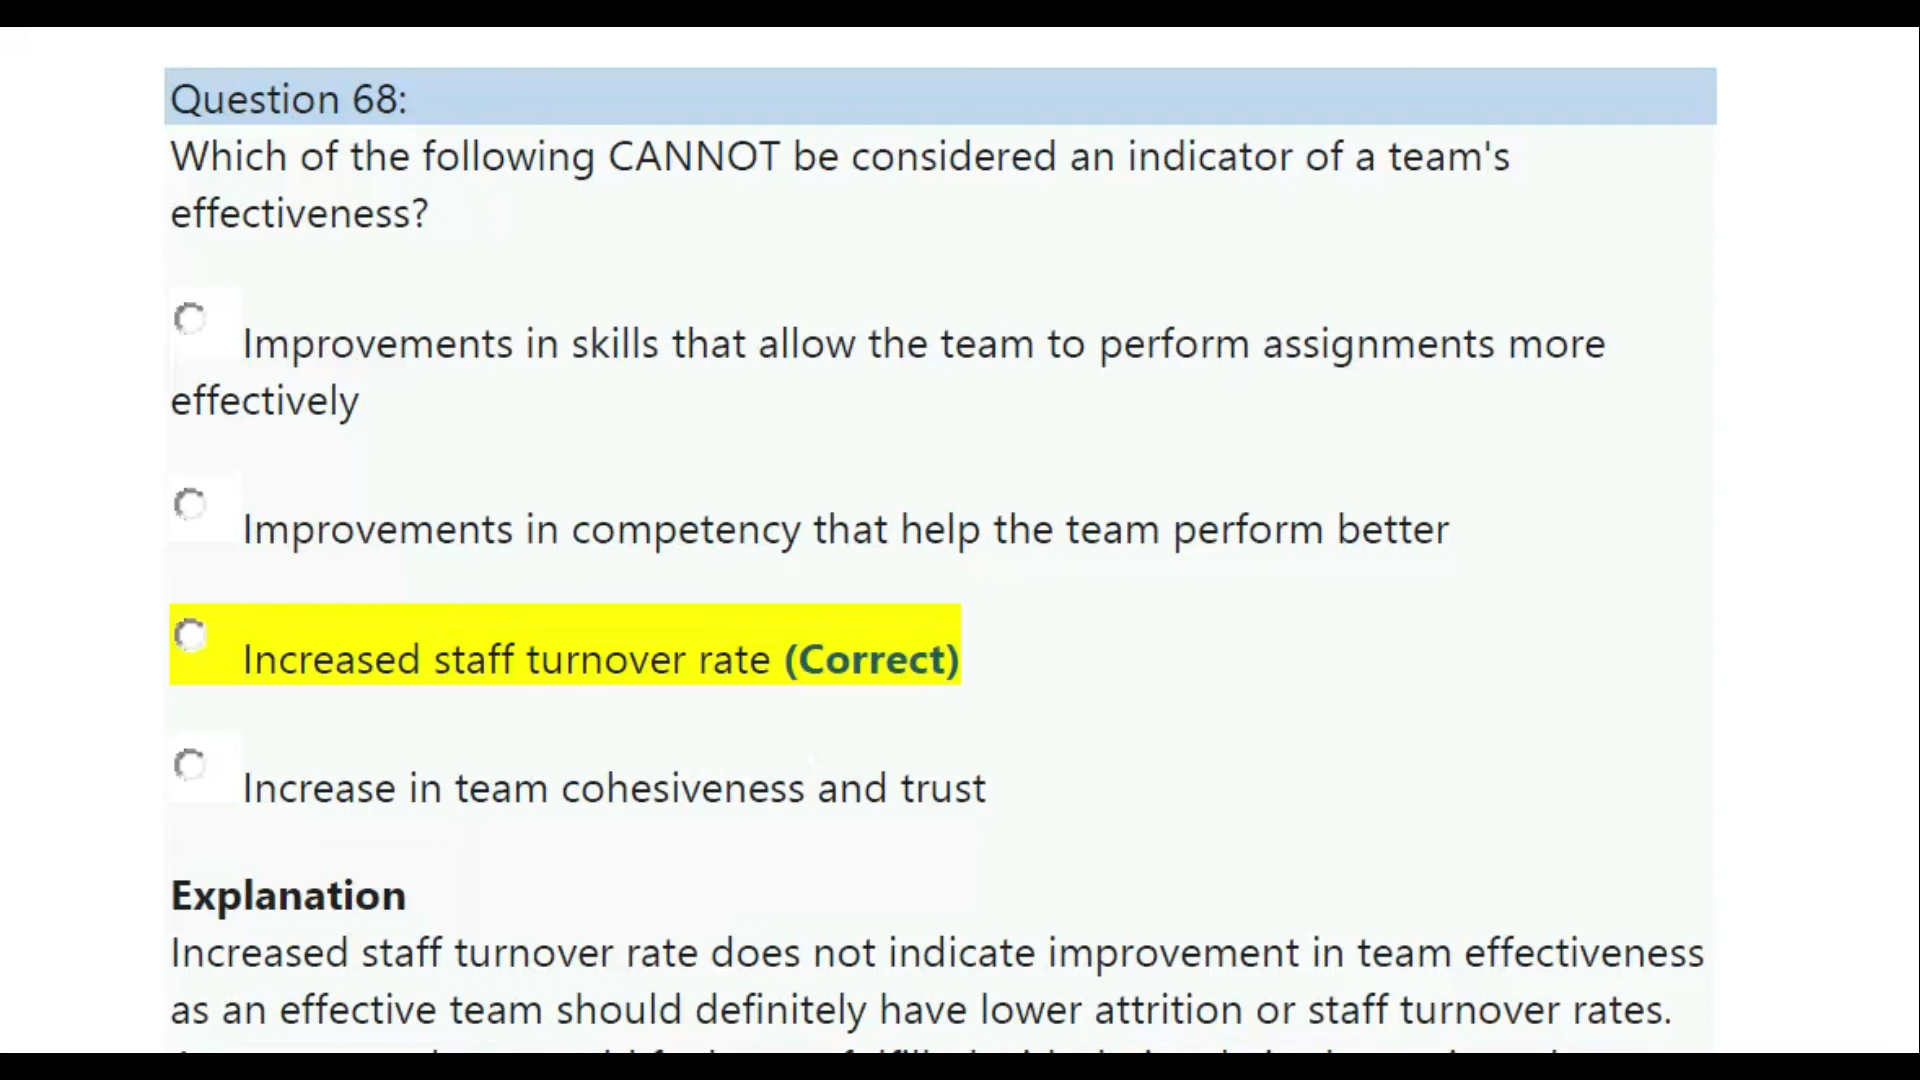 Question 68:
Which of the following CANNOT be considered an indicator of a team's
effectiveness?
Improvements in skills that allow the team to perform assignments more
effectively
Improvements in competency that help the team perform better
Increased staff turnover rate (Correct)
Increase in team cohesiveness and trust
Explanation
Increased staff turnover rate does not indicate improvement in team effectiveness
as an effective team should definitely have lower attrition or staff turnover rates.